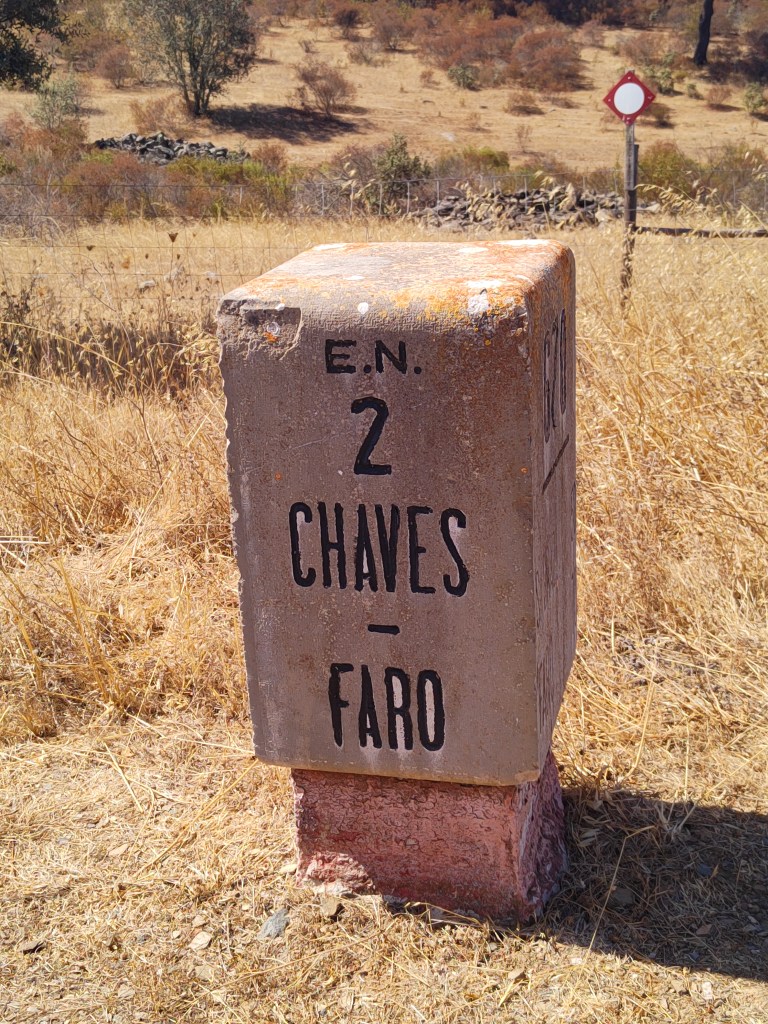 E.N.
2
CHAVES
-
FARO